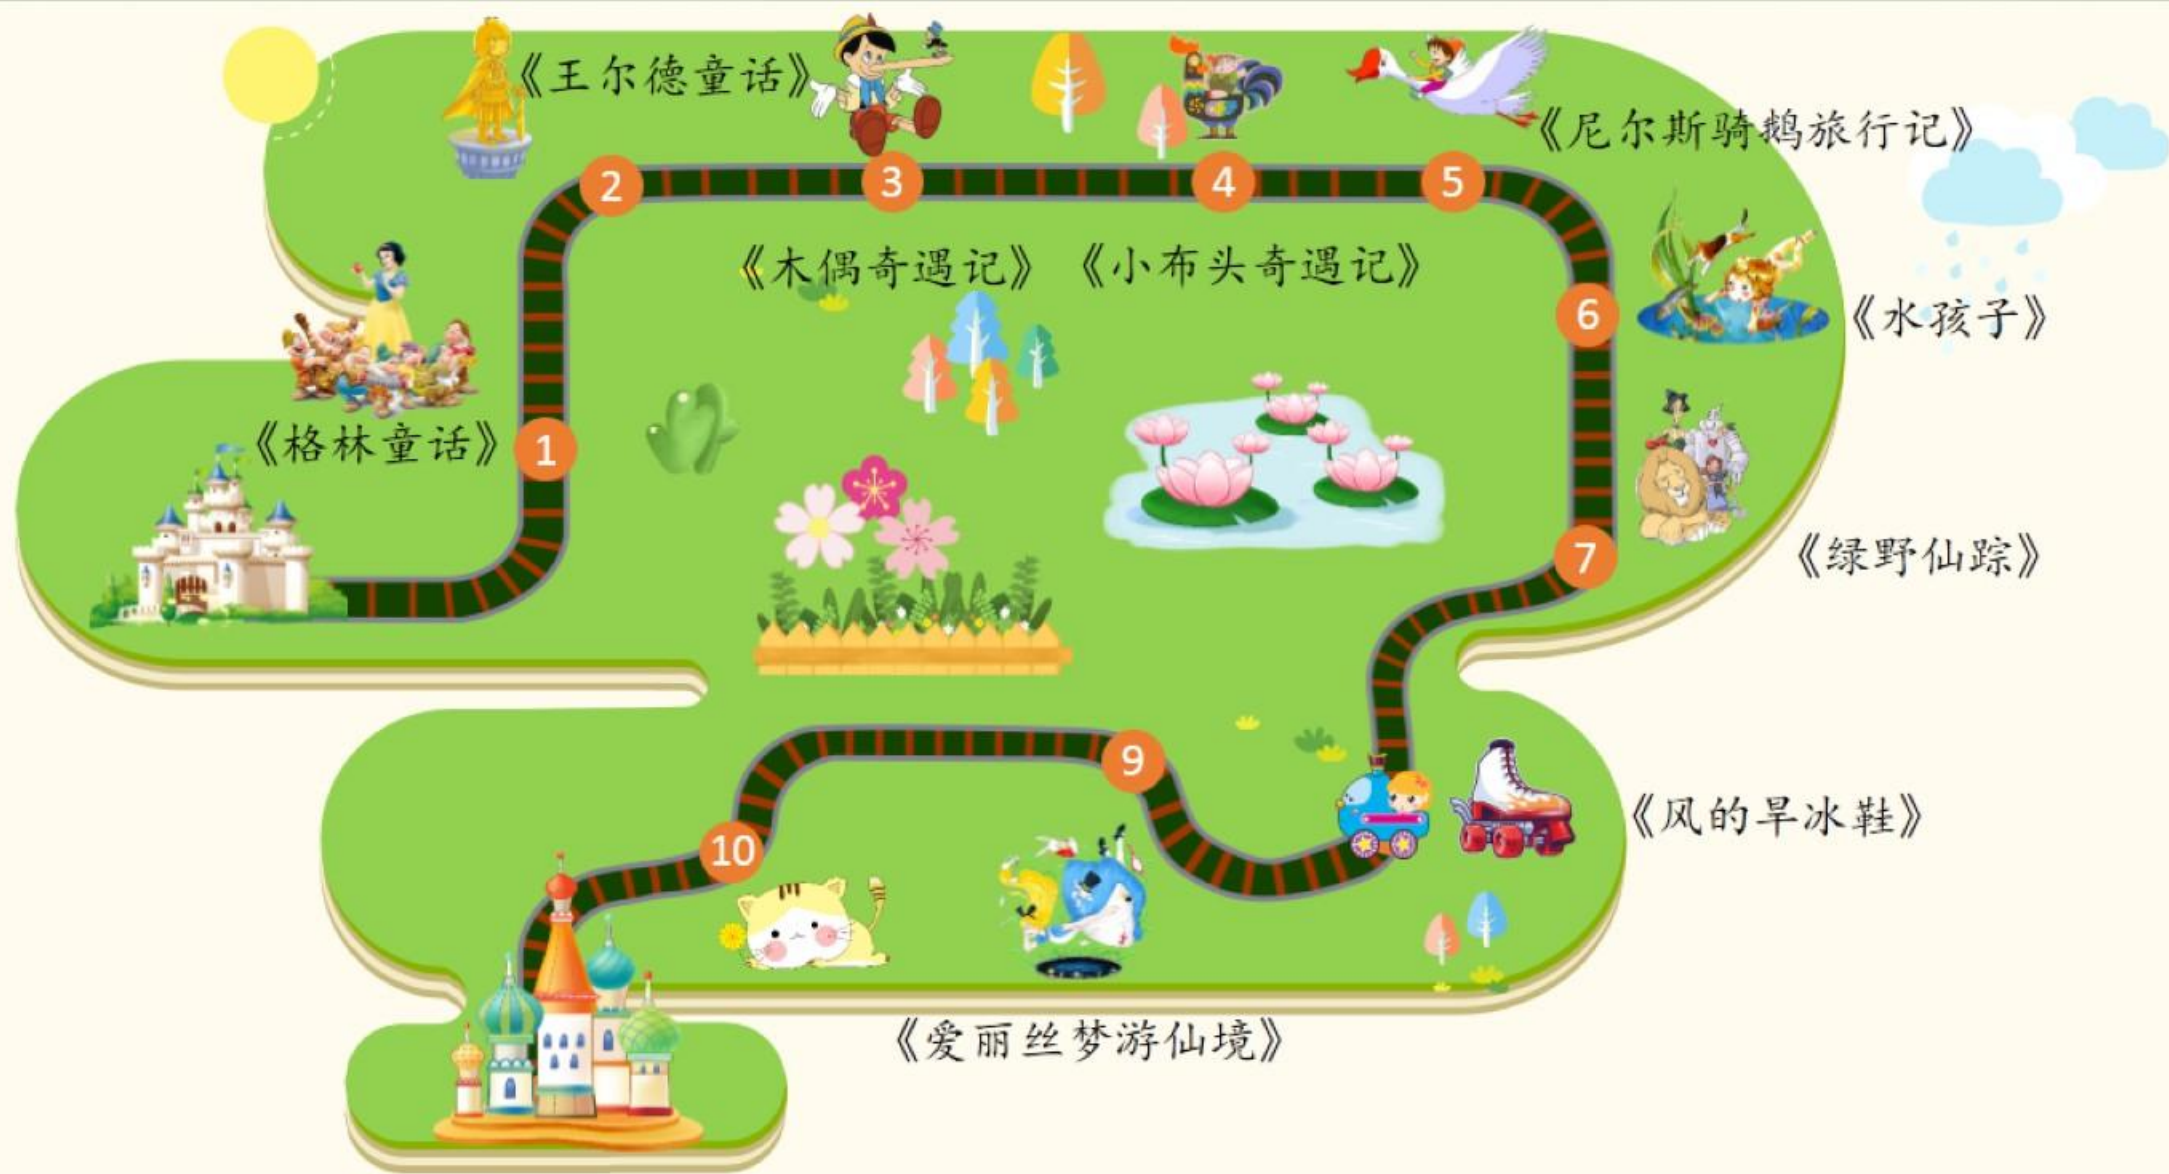 《王尔德童话》
《尼尔斯骑鹅旅行记》
2
3
4
5
《木偶奇遇记》
《小布头奇遇记》
6
《水孩子》
《格林童话》
1
7
《绿野仙踪》
9
《风的旱冰鞋》
10
《爱丽丝梦游仙境》